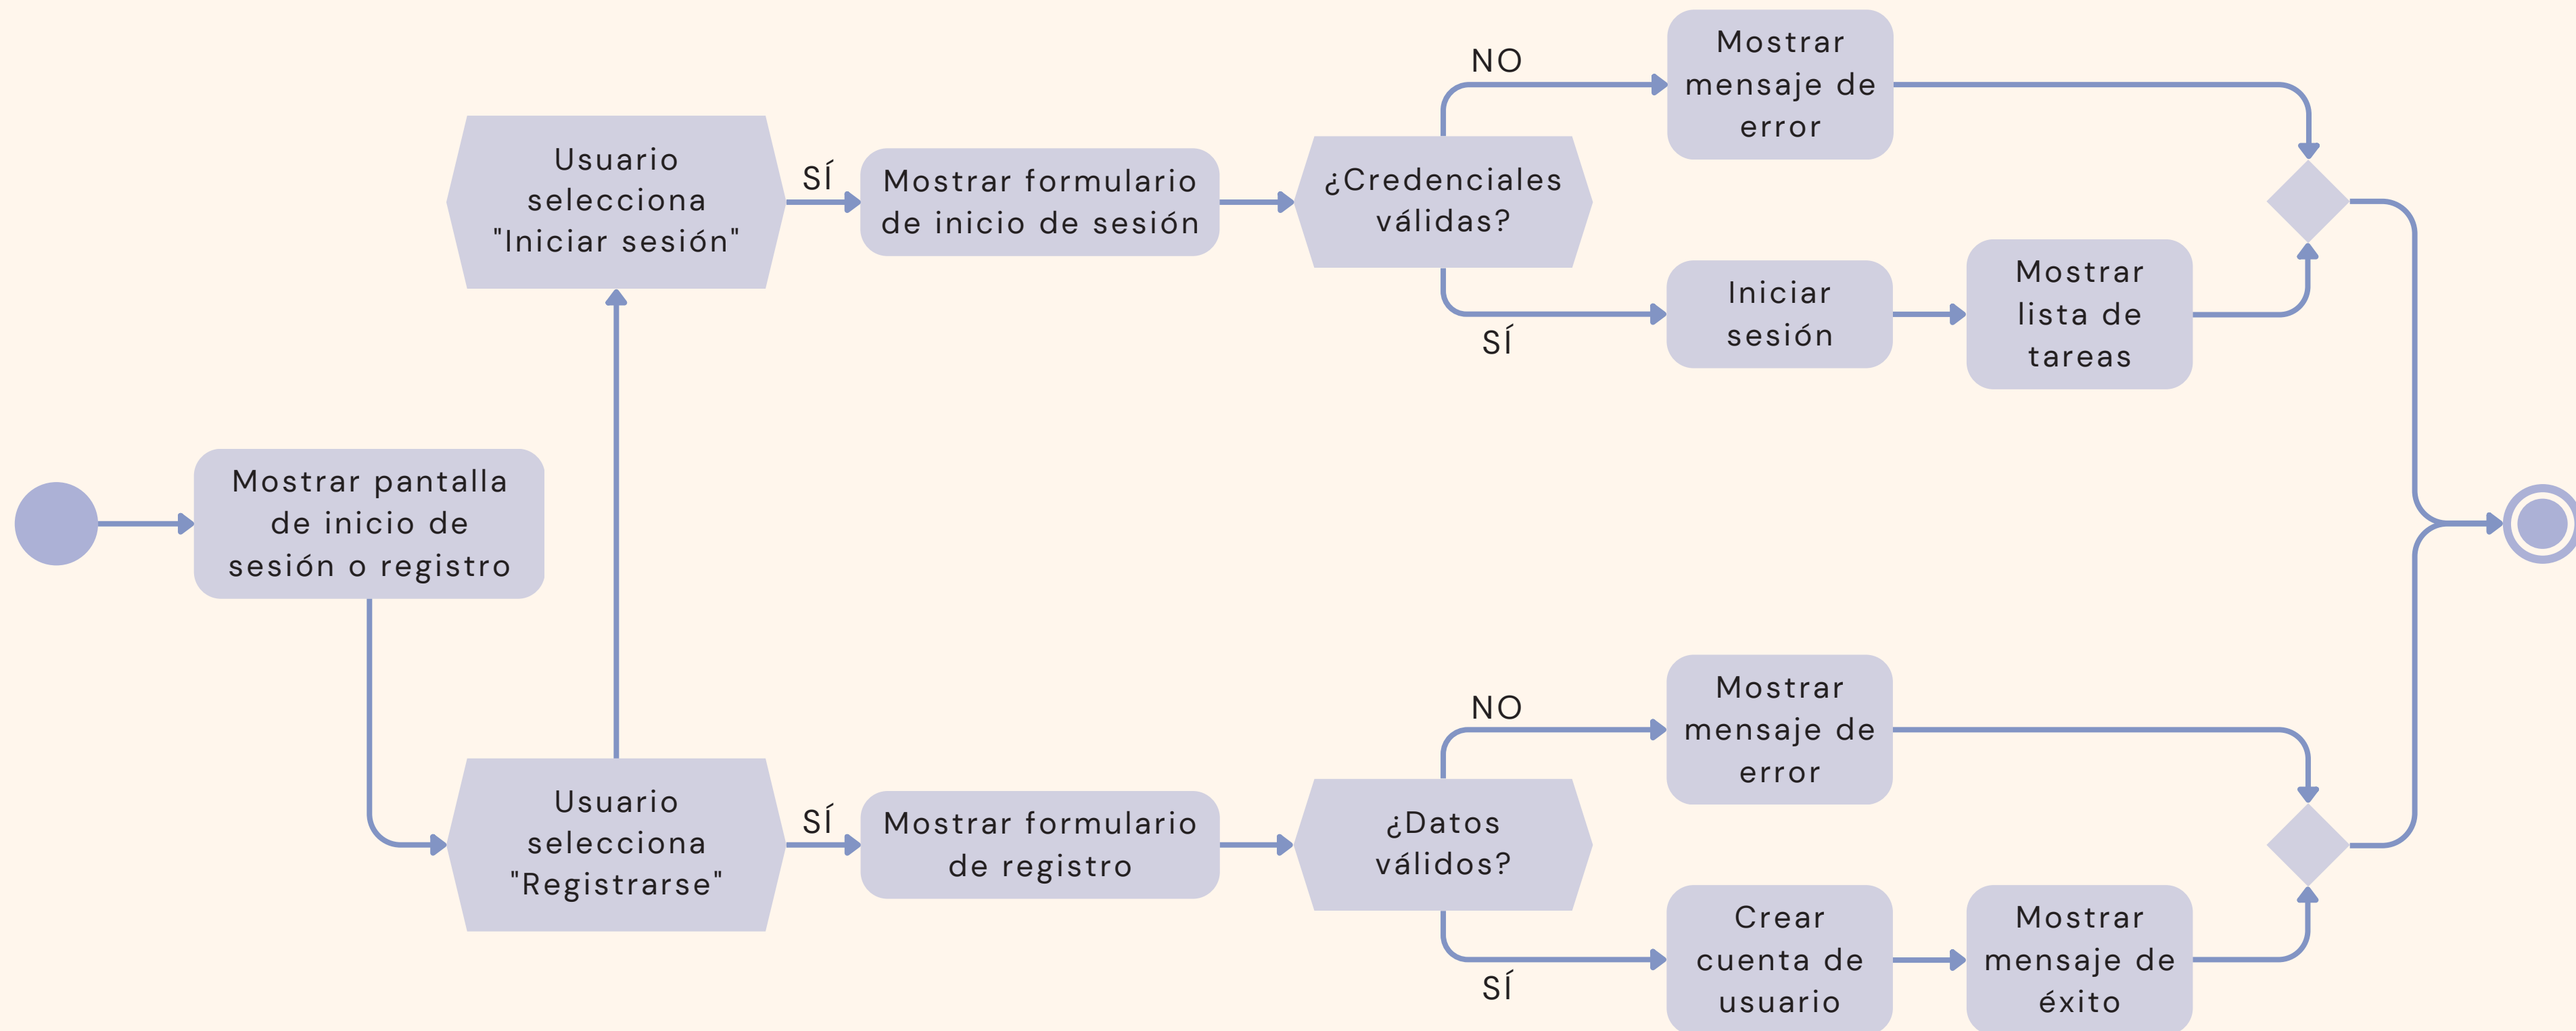 Mostrar pantalla
de inicio de
sesión o registro
Usuario
selecciona
"Iniciar sesión"
SÍ
Mostrar formulario
de inicio de sesión
¿Credenciales
válidas?
NO
Mostrar
mensaje de
error
SÍ
Iniciar
sesión
Mostrar
lista de
tareas
Usuario
selecciona
"Registrarse"
SÍ
Mostrar formulario
de registro
¿Datos
válidos?
NO
Mostrar
mensaje de
error
SÍ
Crear
cuenta de
usuario
Mostrar
mensaje de
éxito